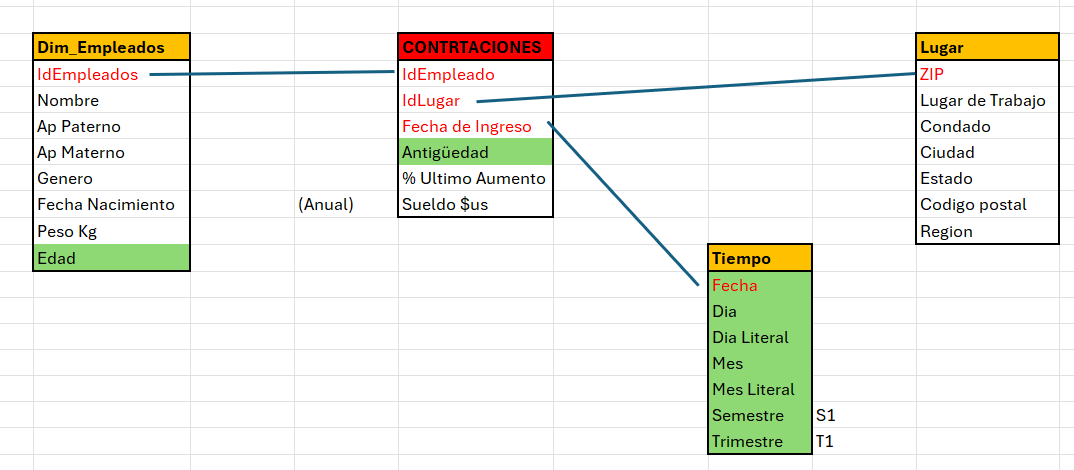 Dim_Empleados
IdEmpleados
Nombre
Ap Paterno
Ap Materno
Genero
Fecha Nacimiento
Peso Kg
Edad
(Anual)
CONTRTACIONES
IdEmpleado
IdLugar
Fecha de Ingreso
Antigüedad
% Ultimo Aumento
Sueldo $us
Tiempo
Fecha
Dia
Dia Literal
Mes
Mes Literal
Semestre S1
Trimestre T1
Lugar
ZIP
Lugar de Trabajo
Condado
Ciudad
Estado
Codigo postal
Region